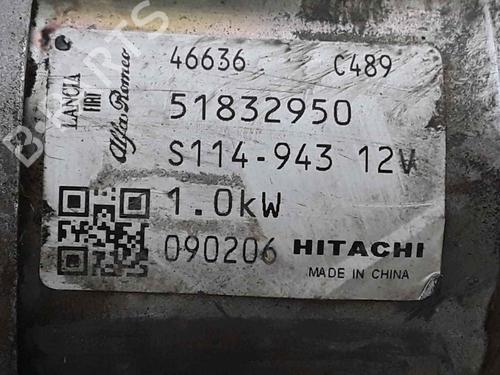 46636 C489
LANCIA
FIAT
Alfa Romeo
51832950
S114-943 12V
1.0kW
090206 HITACHI
MADE IN CHINA